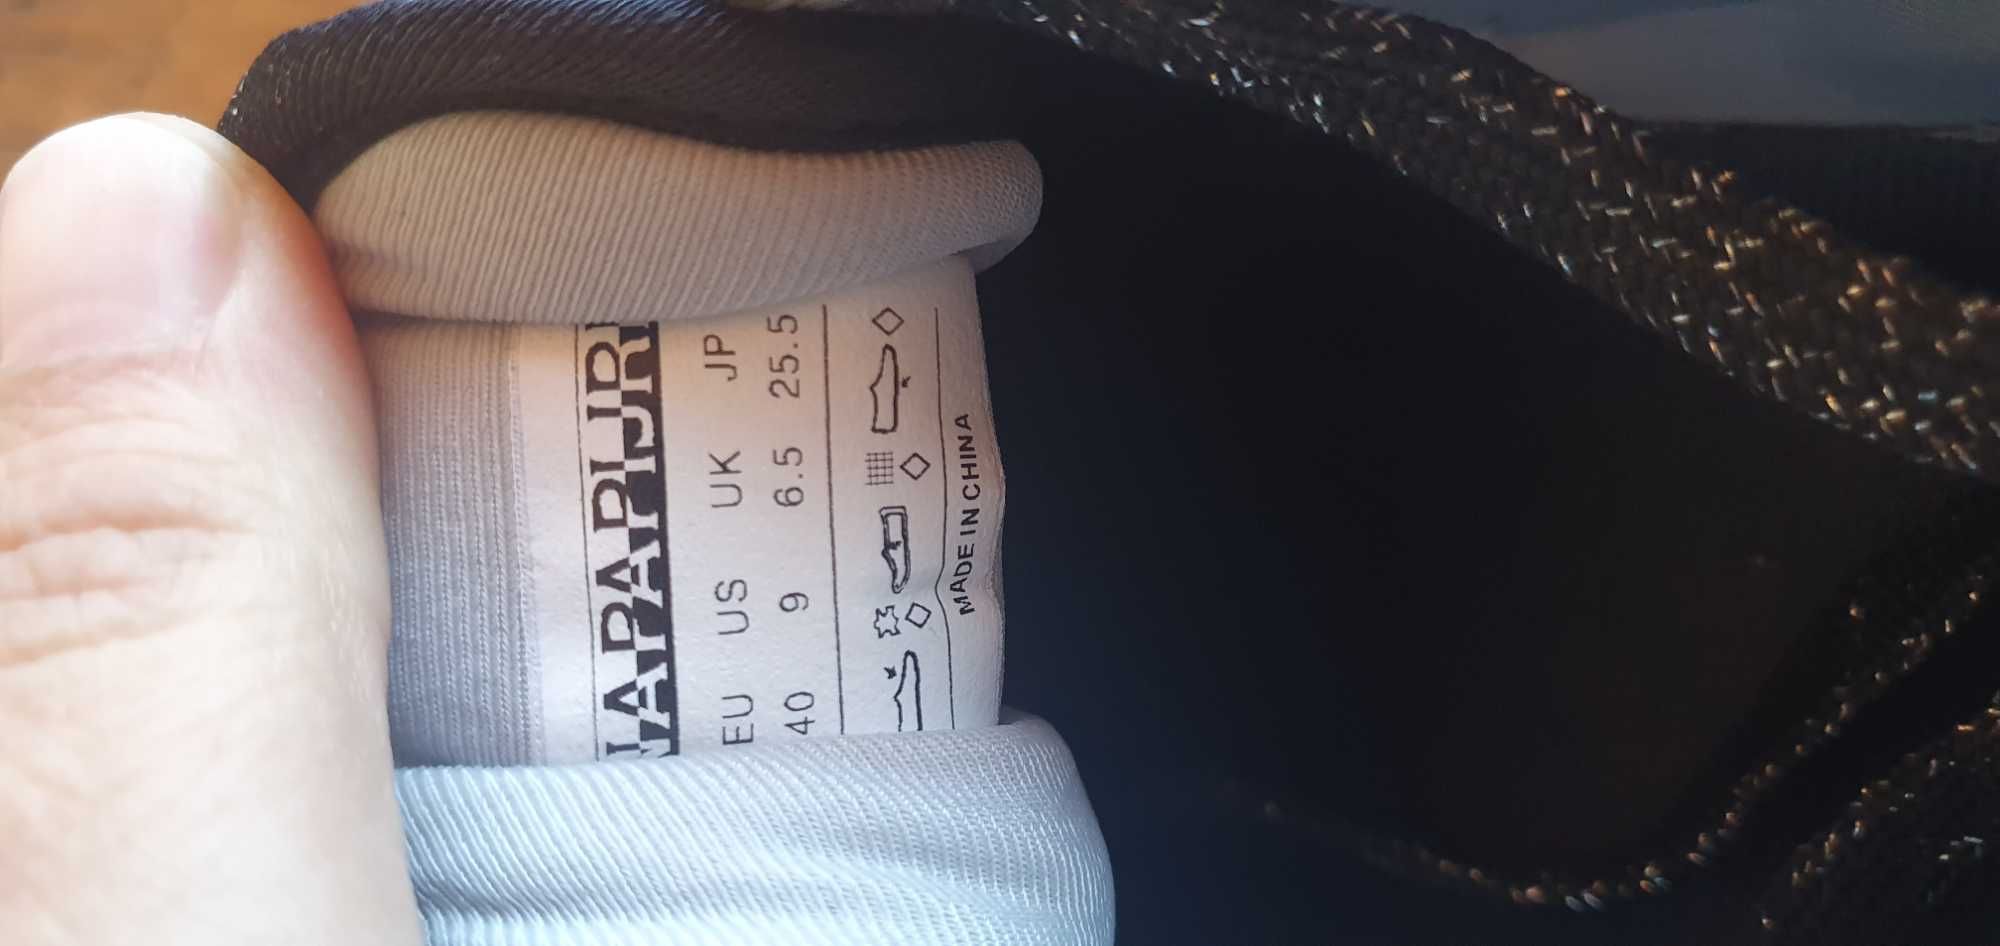 NAPAPIJRI
EU US UK JP
40 9 6.5 25.5
MADE IN CHINA